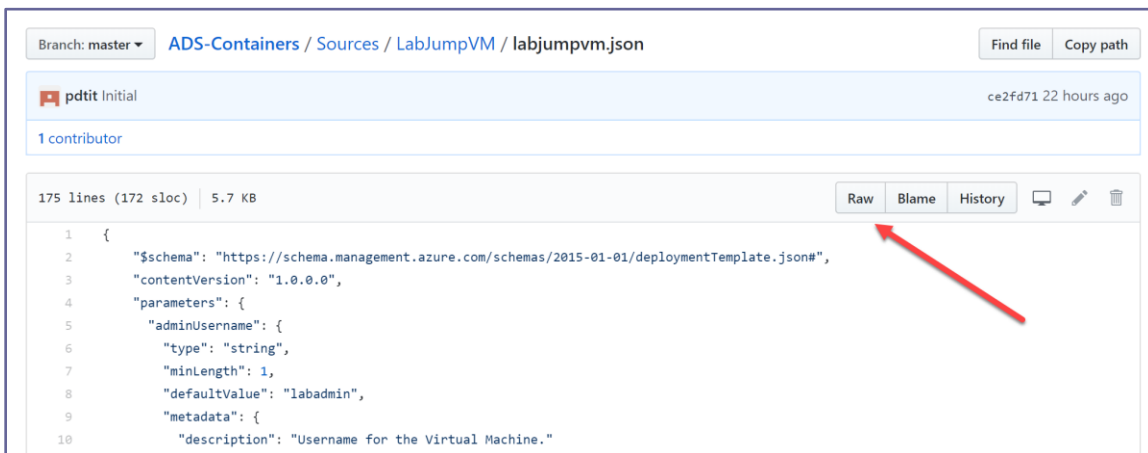 Branch: master ADS-Containers / Sources / LabJumpVM / labjumpvm.json Find file Copy path
pdtit Initial ce2fd71 22 hours ago
1 contributor
175 lines (172 sloc) 5.7 KB Raw Blame History
1 {
2 "$schema": "https://schema.management.azure.com/schemas/2015-01-01/deploymentTemplate.json#",
3 "contentVersion": "1.0.0.0",
4 "parameters": {
5 "adminUsername": {
6 "type": "string",
7 "minLength": 1,
8 "defaultValue": "labadmin",
9 "metadata": {
10 "description": "Username for the Virtual Machine."